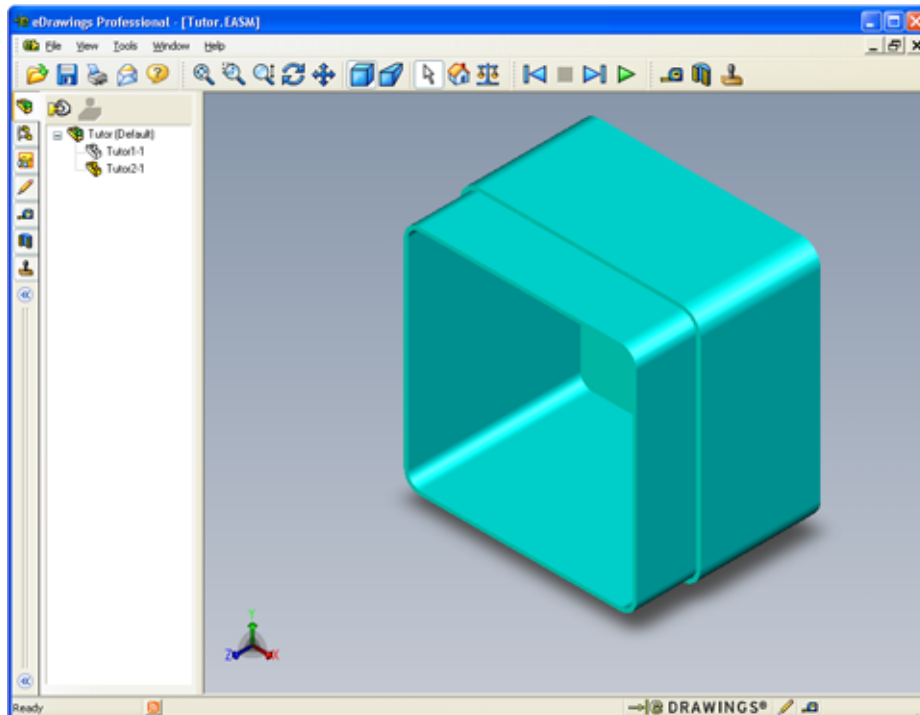 eDrawings Professional - [Tutor.EASM]
File View Tools Window Help
Tutor (Default)
Tutor1-1
Tutor2-1
Y
Z X
Ready
DRAWINGS®